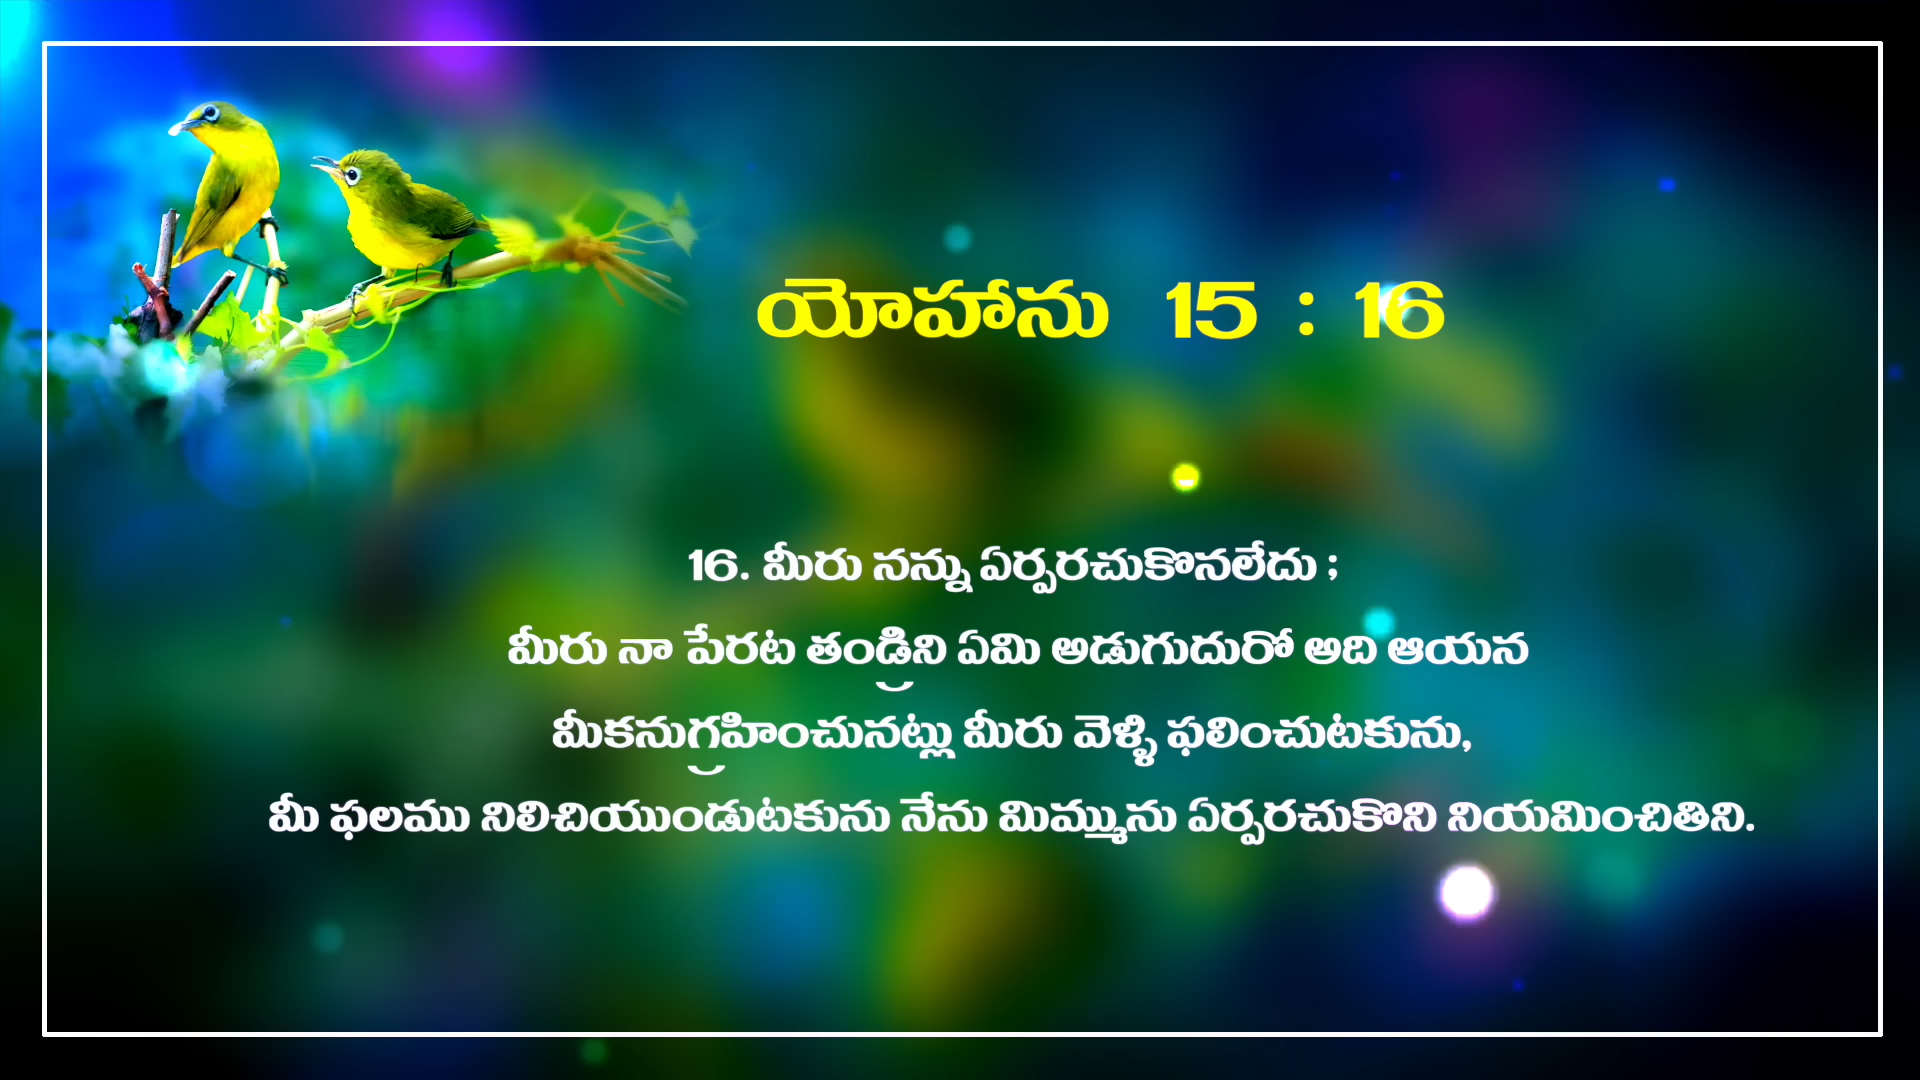 యోహాను 15 : 16
16. మీరు నన్ను ఏర్పరచుకొనలేదు ;
మీరు నా పేరట తండ్రిని ఏమి అడుగుదురో అది ఆయన
మీకనుగ్రహించునట్లు మీరు వెళ్ళి ఫలించుటకును,
మీ ఫలము నిలిచియుండుటకును నేను మిమ్మును ఏర్పరచుకొని నియమించితిని.